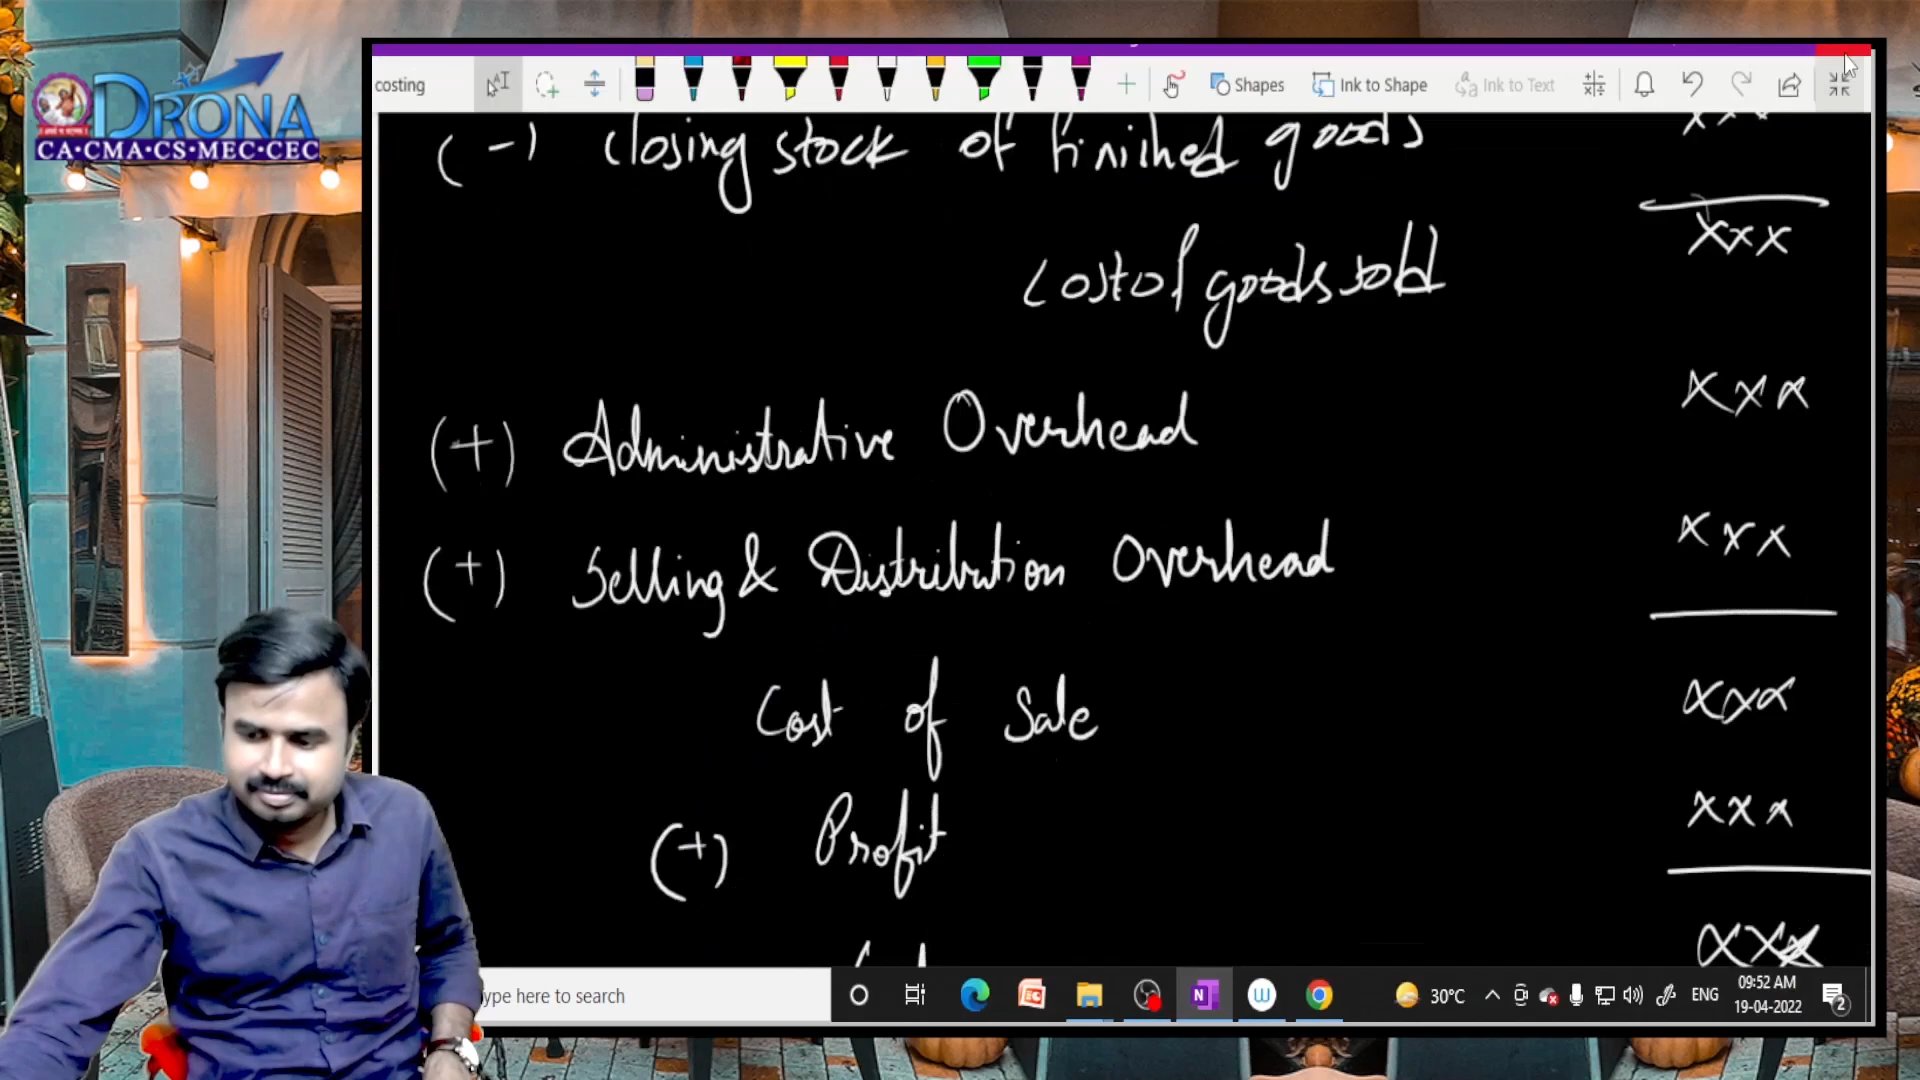 DRONA
CA•CMA•CS•MEC•CEC
costing
Shapes
Ink to Shape
Ink to Text
(-) Closing stock of finished goods xxx
xxx
Cost of goods sold
(+) Administrative Overhead xxx
(+) Selling & Distribution Overhead xxx
Cost of Sale xxx
(+) Profit xxx
xxx
ype here to search
30°C
ENG
09:52 AM
19-04-2022
2